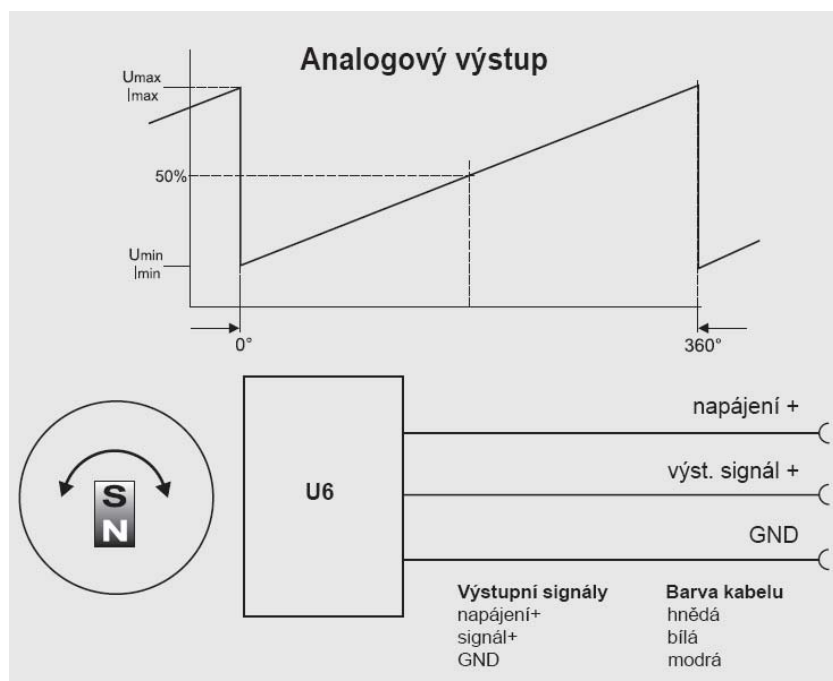 Analogový výstup
Umax
Imax
50%
Umin
Imin
0°
360°
S
N
U6
napájení +
výst. signál +
GND
Výstupní signály Barva kabelu
napájení+ hnědá
signál+ bílá
GND modrá